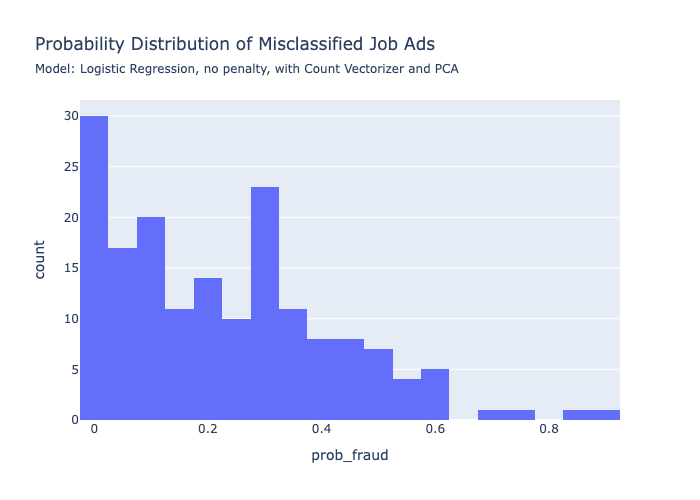 Probability Distribution of Misclassified Job Ads
Model: Logistic Regression, no penalty, with Count Vectorizer and PCA
30
25
20
15
10
5
0
count
0 0.2 0.4 0.6 0.8
prob_fraud